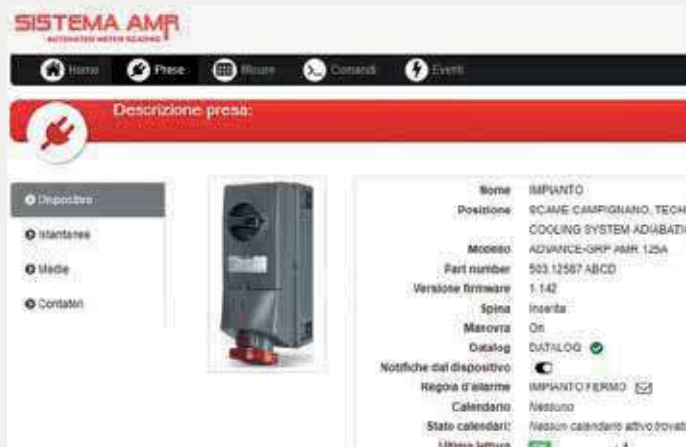 SISTEMA AMR
AUTOMATED METER READING
Home Prese Misure Comandi Eventi
Descrizione presa:
Dispositivo
Istantanee
Medie
Contatori
Nome IMPIANTO
Posizione SCAME CAMPIGNANO, TECH
COOLING SYSTEM ADIABATI
Modello ADVANCE-GRP AMR 125A
Part number 503.12587 ABCD
Versione firmware 1.142
Spina Inserita
Manovra On
Datalog DATALOG
Notifiche dal dispositivo
Regola d'allarme IMPIANTO FERMO
Calendario Nessuno
Stato calendari: Nessun calendario attivo trovato
Ultima lettura